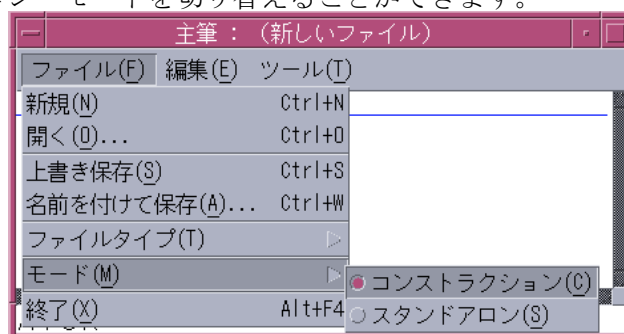 モードを切り替えることができます。
主筆：（新しいファイル）
ファイル(F) 編集(E) ツール(T)
新規(N) Ctrl+N
開く(O)... Ctrl+O
上書き保存(S) Ctrl+S
名前を付けて保存(A)... Ctrl+W
ファイルタイプ(T)
モード(M)
コンストラクション(C)
終了(X) Alt+F4
スタンドアロン(S)